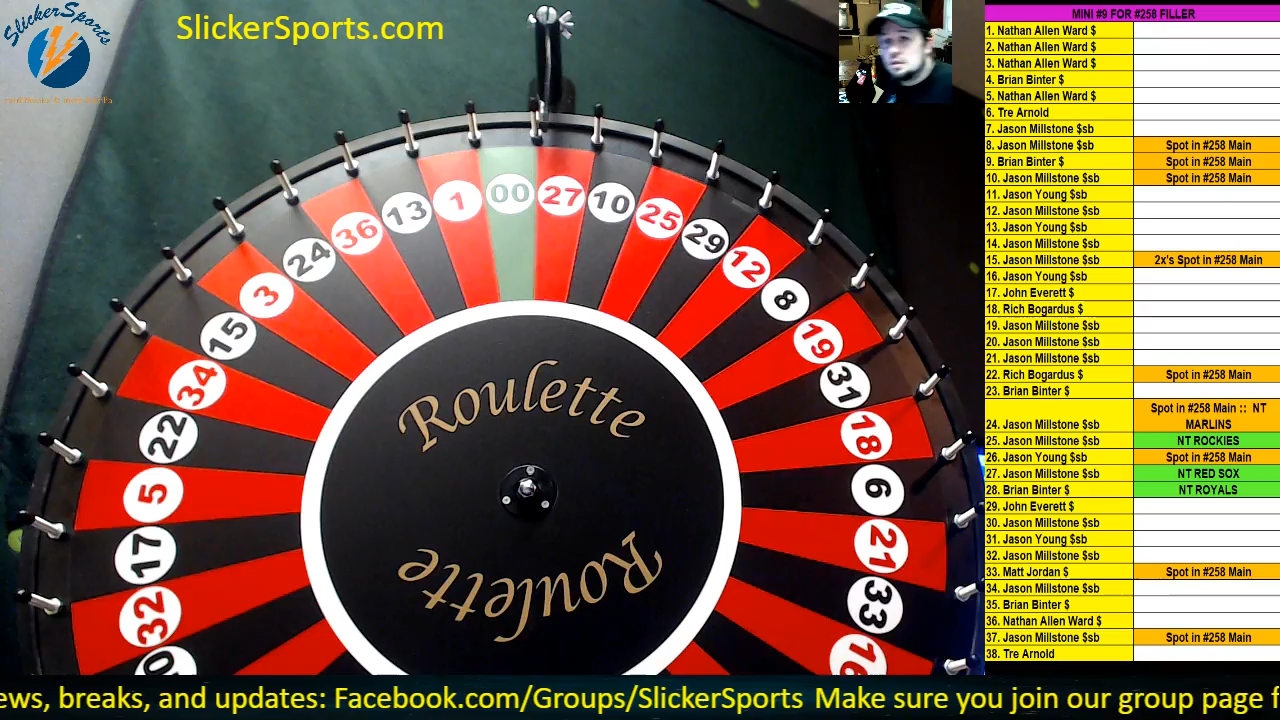 SlickerSports
SlickerSports.com
MINI #9 FOR #258 FILLER
1. Nathan Allen Ward $
2. Nathan Allen Ward $
3. Nathan Allen Ward $
4. Brian Binter $
5. Nathan Allen Ward $
6. Tre Arnold
7. Jason Millstone $sb
8. Jason Millstone $sb Spot in #258 Main
9. Brian Binter $ Spot in #258 Main
10. Jason Millstone $sb Spot in #258 Main
11. Jason Young $sb
12. Jason Millstone $sb
13. Jason Young $sb
14. Jason Millstone $sb
15. Jason Millstone $sb 2x's Spot in #258 Main
16. Jason Young $sb
17. John Everett $
18. Rich Bogardus $
19. Jason Millstone $sb
20. Jason Millstone $sb
21. Jason Millstone $sb
22. Rich Bogardus $ Spot in #258 Main
23. Brian Binter $
Spot in #258 Main :: NT
24. Jason Millstone $sb MARLINS
25. Jason Millstone $sb NT ROCKIES
26. Jason Young $sb Spot in #258 Main
27. Jason Millstone $sb NT RED SOX
28. Brian Binter $ NT ROYALS
29. John Everett $
30. Jason Millstone $sb
31. Jason Young $sb
32. Jason Millstone $sb
33. Matt Jordan $ Spot in #258 Main
34. Jason Millstone $sb
35. Brian Binter $
36. Nathan Allen Ward $
37. Jason Millstone $sb Spot in #258 Main
38. Tre Arnold
32
17
5
22
34
15
3
24
36
13
1
00
27
10
25
29
12
8
19
31
18
6
21
33
16
Roulette
Roulette
ews, breaks, and updates: Facebook.com/Groups/SlickerSports Make sure you join our group page f